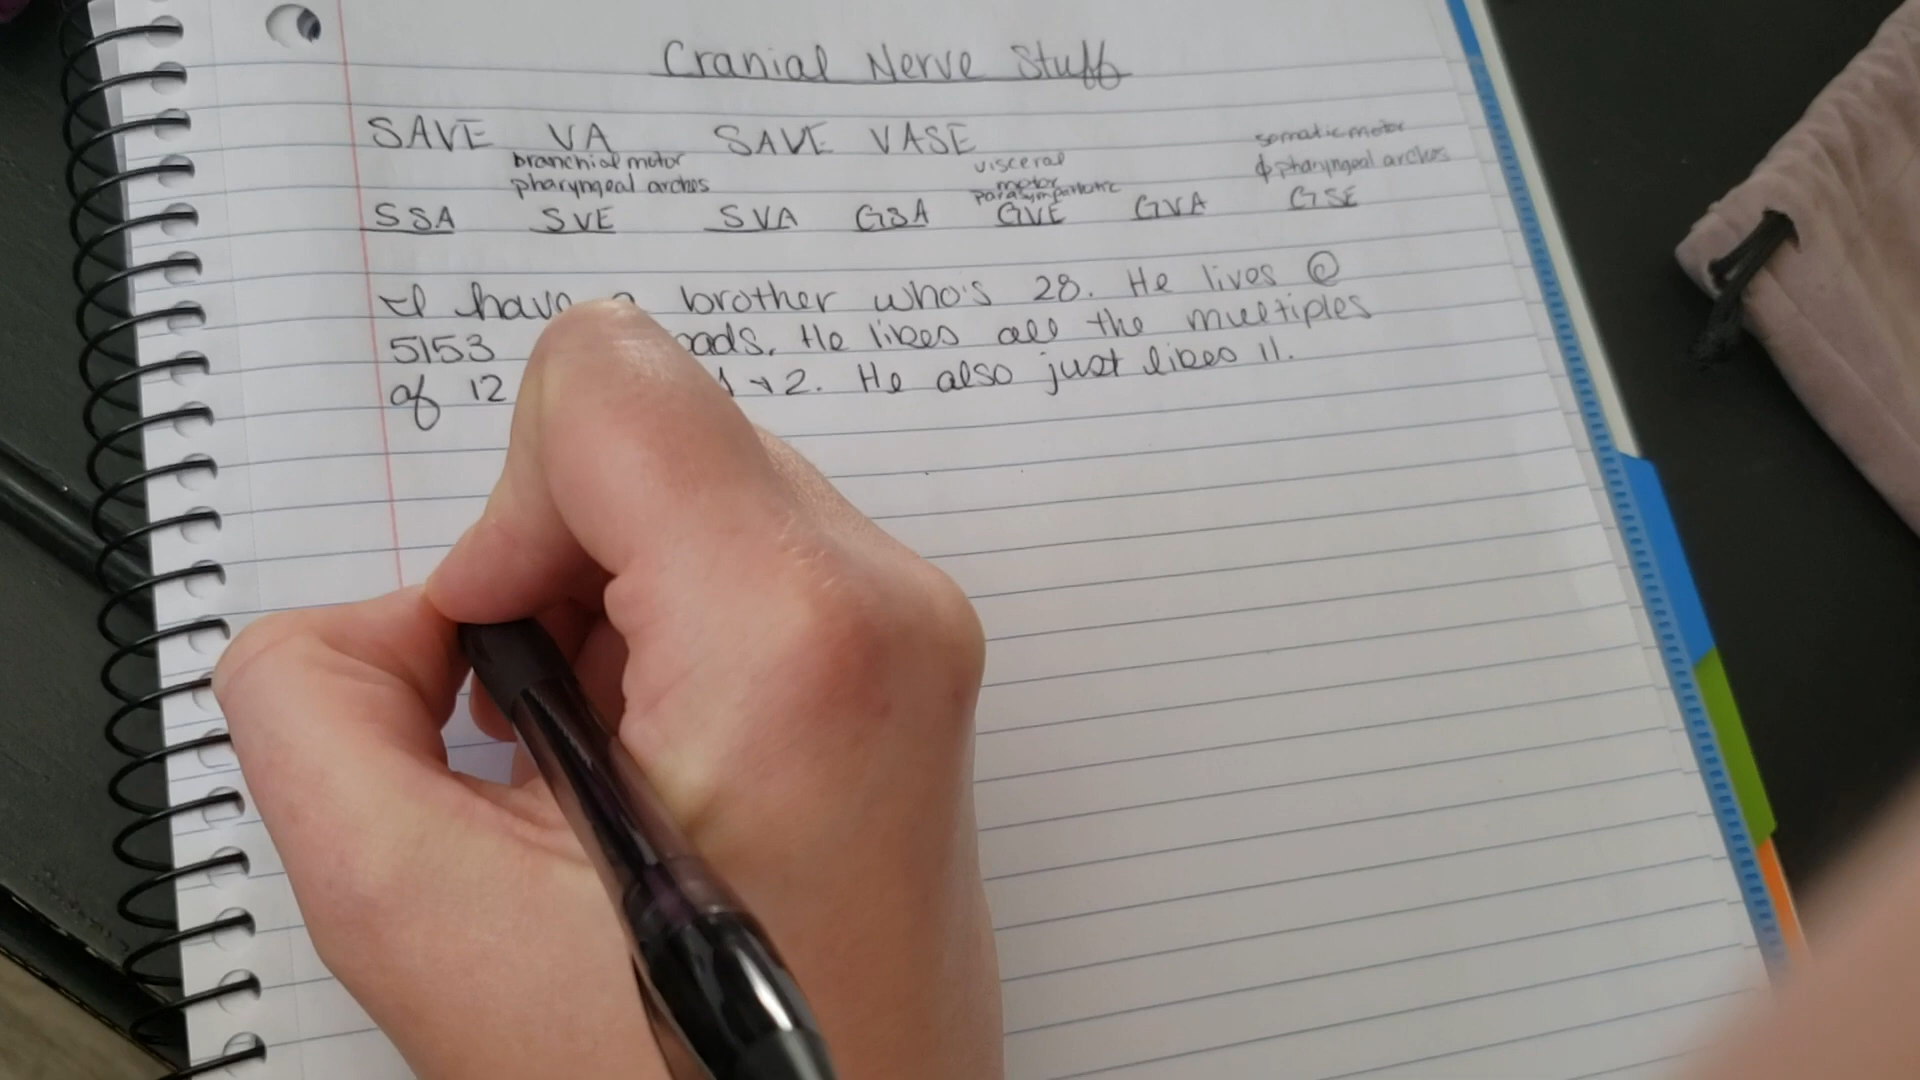 Cranial Nerve Stuff
SAVE VA SAVE VASE
branchial motor
pharyngeal arches
visceral
motor
parasympathetic
somatic motor
ϕ pharyngeal arches
SSA SVE SVA GSA GVE GVA GSE
I have a brother who's 28. He lives @
5153 oads. He likes all the multiples
of 12 1 & 2. He also just likes 11.